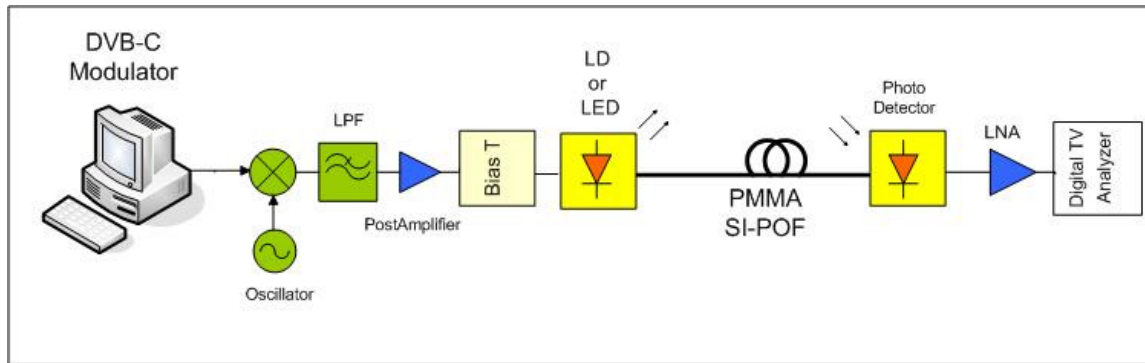 DVB-C
Modulator
LPF
Oscillator
PostAmplifier
Bias T
LD
or
LED
PMMA
SI-POF
Photo
Detector
LNA
Digital TV
Analyzer